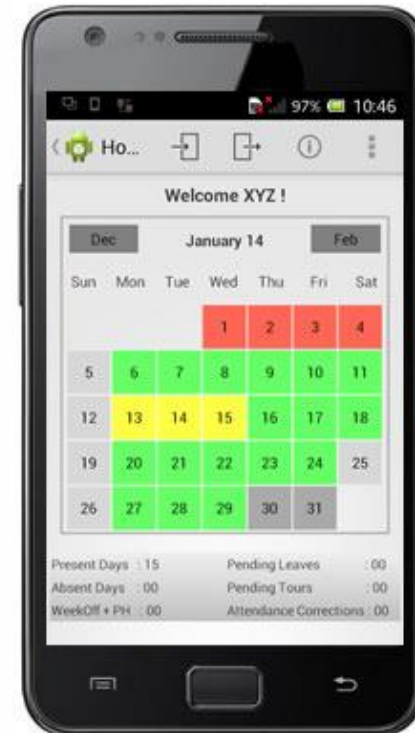 97% 10:46
Ho...
Welcome XYZ !
Dec January 14 Feb
Sun Mon Tue Wed Thu Fri Sat
1 2 3 4
5 6 7 8 9 10 11
12 13 14 15 16 17 18
19 20 21 22 23 24 25
26 27 28 29 30 31
Present Days : 15 Pending Leaves : 00
Absent Days : 00 Pending Tours : 00
WeekOff + PH : 00 Attendance Corrections : 00